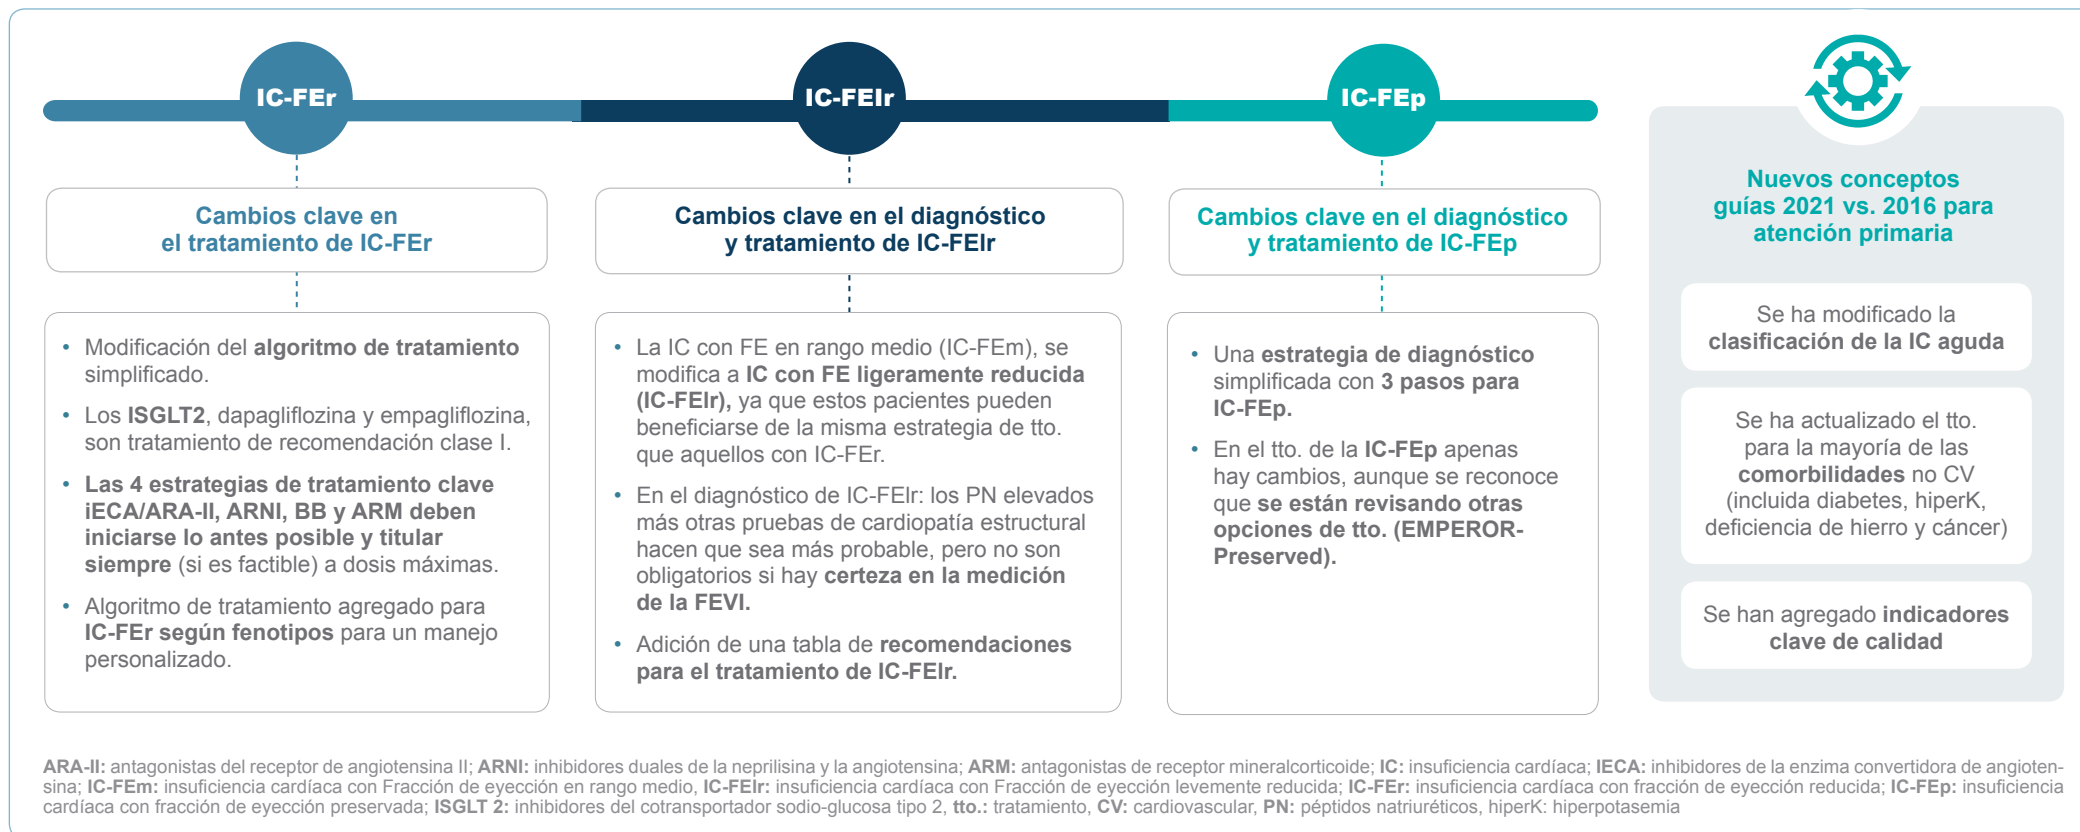 IC-FEr
Cambios clave en
el tratamiento de IC-FEr
• Modificación del algoritmo de tratamiento
simplificado.
• Los ISGLT2, dapagliflozina y empagliflozina,
son tratamiento de recomendación clase I.
• Las 4 estrategias de tratamiento clave
iECA/ARA-II, ARNI, BB y ARM deben
iniciarse lo antes posible y titular
siempre (si es factible) a dosis máximas.
• Algoritmo de tratamiento agregado para
IC-FEr según fenotipos para un manejo
personalizado.
IC-FElr
Cambios clave en el diagnóstico
y tratamiento de IC-FElr
• La IC con FE en rango medio (IC-FEm), se
modifica a IC con FE ligeramente reducida
(IC-FElr), ya que estos pacientes pueden
beneficiarse de la misma estrategia de tto.
que aquellos con IC-FEr.
• En el diagnóstico de IC-FElr: los PN elevados
más otras pruebas de cardiopatía estructural
hacen que sea más probable, pero no son
obligatorios si hay certeza en la medición
de la FEVI.
• Adición de una tabla de recomendaciones
para el tratamiento de IC-FElr.
IC-FEp
Cambios clave en el diagnóstico
y tratamiento de IC-FEp
• Una estrategia de diagnóstico
simplificada con 3 pasos para
IC-FEp.
• En el tto. de la IC-FEp apenas
hay cambios, aunque se reconoce
que se están revisando otras
opciones de tto. (EMPEROR-
Preserved).
Nuevos conceptos
guías 2021 vs. 2016 para
atención primaria
Se ha modificado la
clasificación de la IC aguda
Se ha actualizado el tto.
para la mayoría de las
comorbilidades no CV
(incluida diabetes, hiperK,
deficiencia de hierro y cáncer)
Se han agregado indicadores
clave de calidad
ARA-II: antagonistas del receptor de angiotensina II; ARNI: inhibidores duales de la neprilisina y la angiotensina; ARM: antagonistas de receptor mineralcorticoide; IC: insuficiencia cardíaca; IECA: inhibidores de la enzima convertidora de angioten-
sina; IC-FEm: insuficiencia cardíaca con Fracción de eyección en rango medio, IC-FElr: insuficiencia cardíaca con Fracción de eyección levemente reducida; IC-FEr: insuficiencia cardíaca con fracción de eyección reducida; IC-FEp: insuficiencia
cardíaca con fracción de eyección preservada; ISGLT 2: inhibidores del cotransportador sodio-glucosa tipo 2, tto.: tratamiento, CV: cardiovascular, PN: péptidos natriuréticos, hiperK: hiperpotasemia